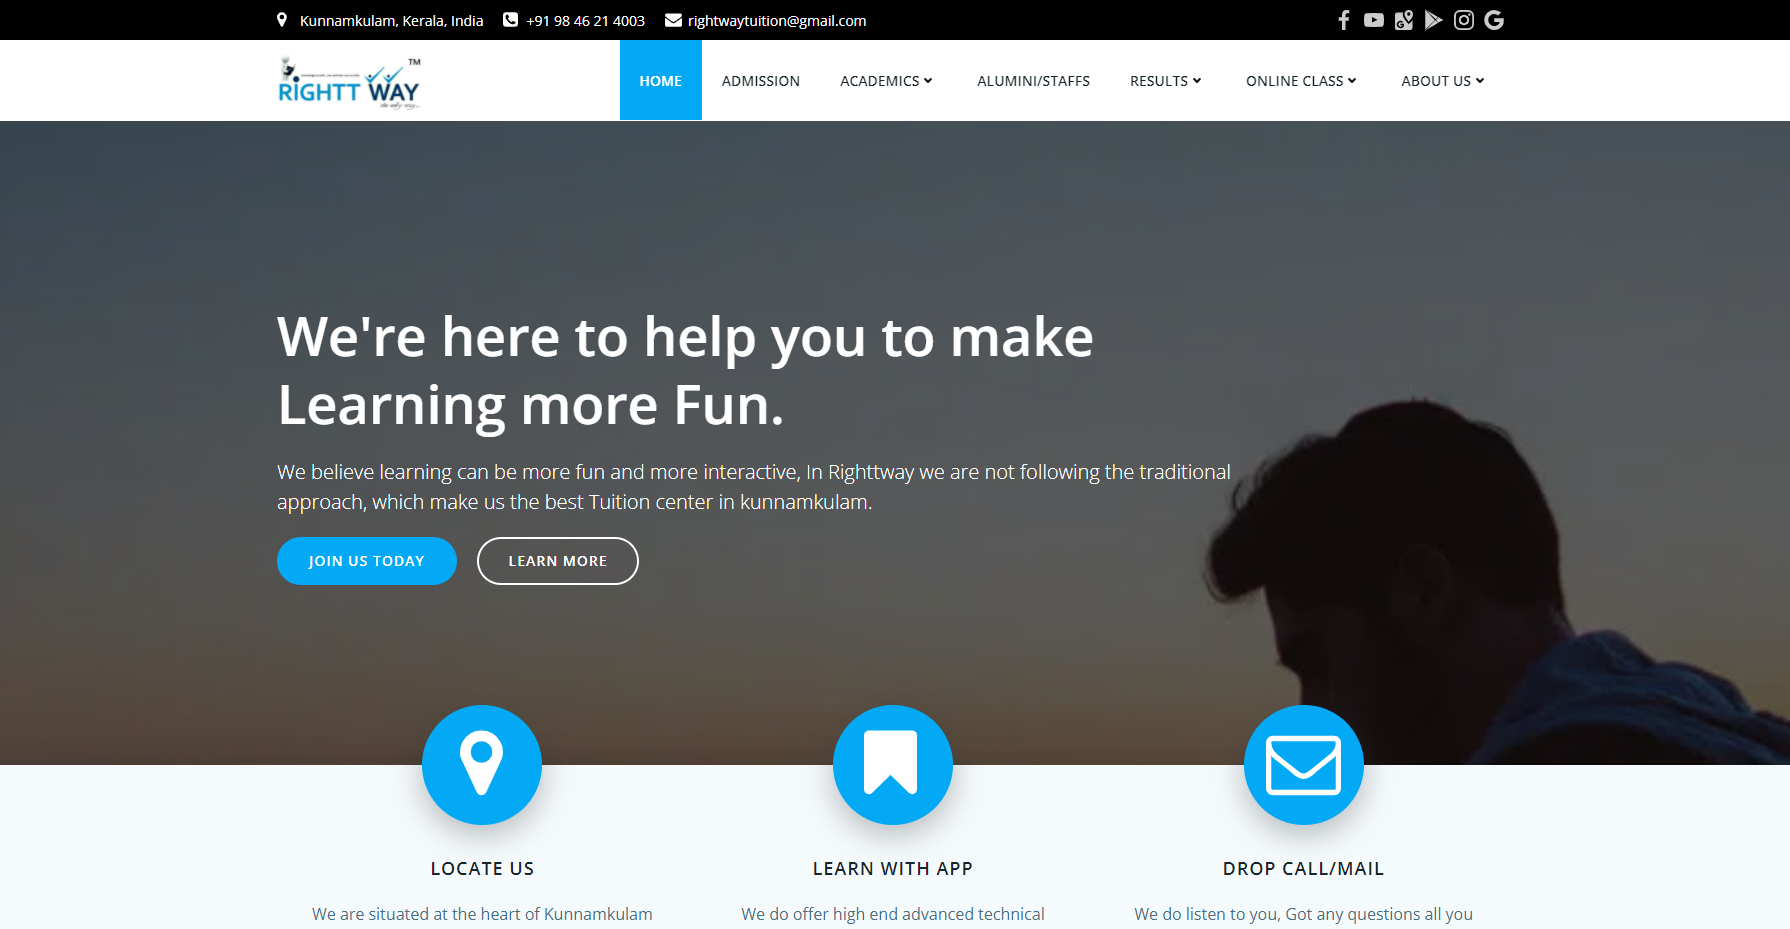 Kunnamkulam, Kerala, India
+91 98 46 21 4003
rightwaytuition@gmail.com
RIGHTT WAY TM
HOME
ADMISSION
ACADEMICS
ALUMINI/STAFFS
RESULTS
ONLINE CLASS
ABOUT US
We're here to help you to make
Learning more Fun.
We believe learning can be more fun and more interactive, In Righttway we are not following the traditional
approach, which make us the best Tuition center in kunnamkulam.
JOIN US TODAY
LEARN MORE
LOCATE US
We are situated at the heart of Kunnamkulam
LEARN WITH APP
We do offer high end advanced technical
DROP CALL/MAIL
We do listen to you, Got any questions all you